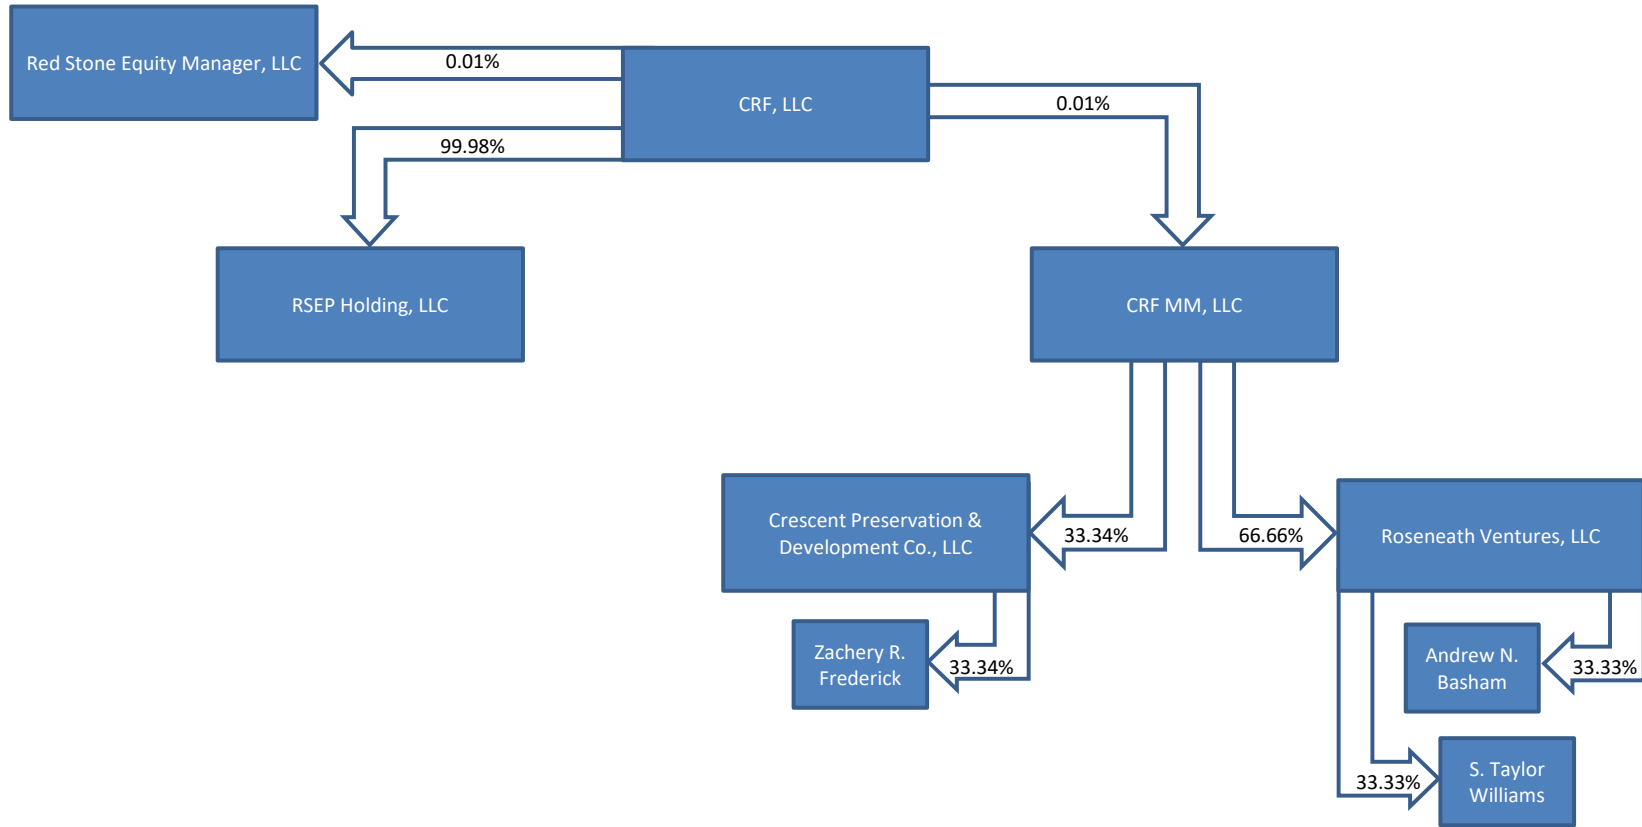 Red Stone Equity Manager, LLC
0.01%
CRF, LLC
0.01%
99.98%
RSEP Holding, LLC
CRF MM, LLC
Crescent Preservation &
Development Co., LLC
33.34%
66.66%
Roseneath Ventures, LLC
Zachery R.
Frederick
33.34%
Andrew N.
Basham
33.33%
S. Taylor
Williams
33.33%